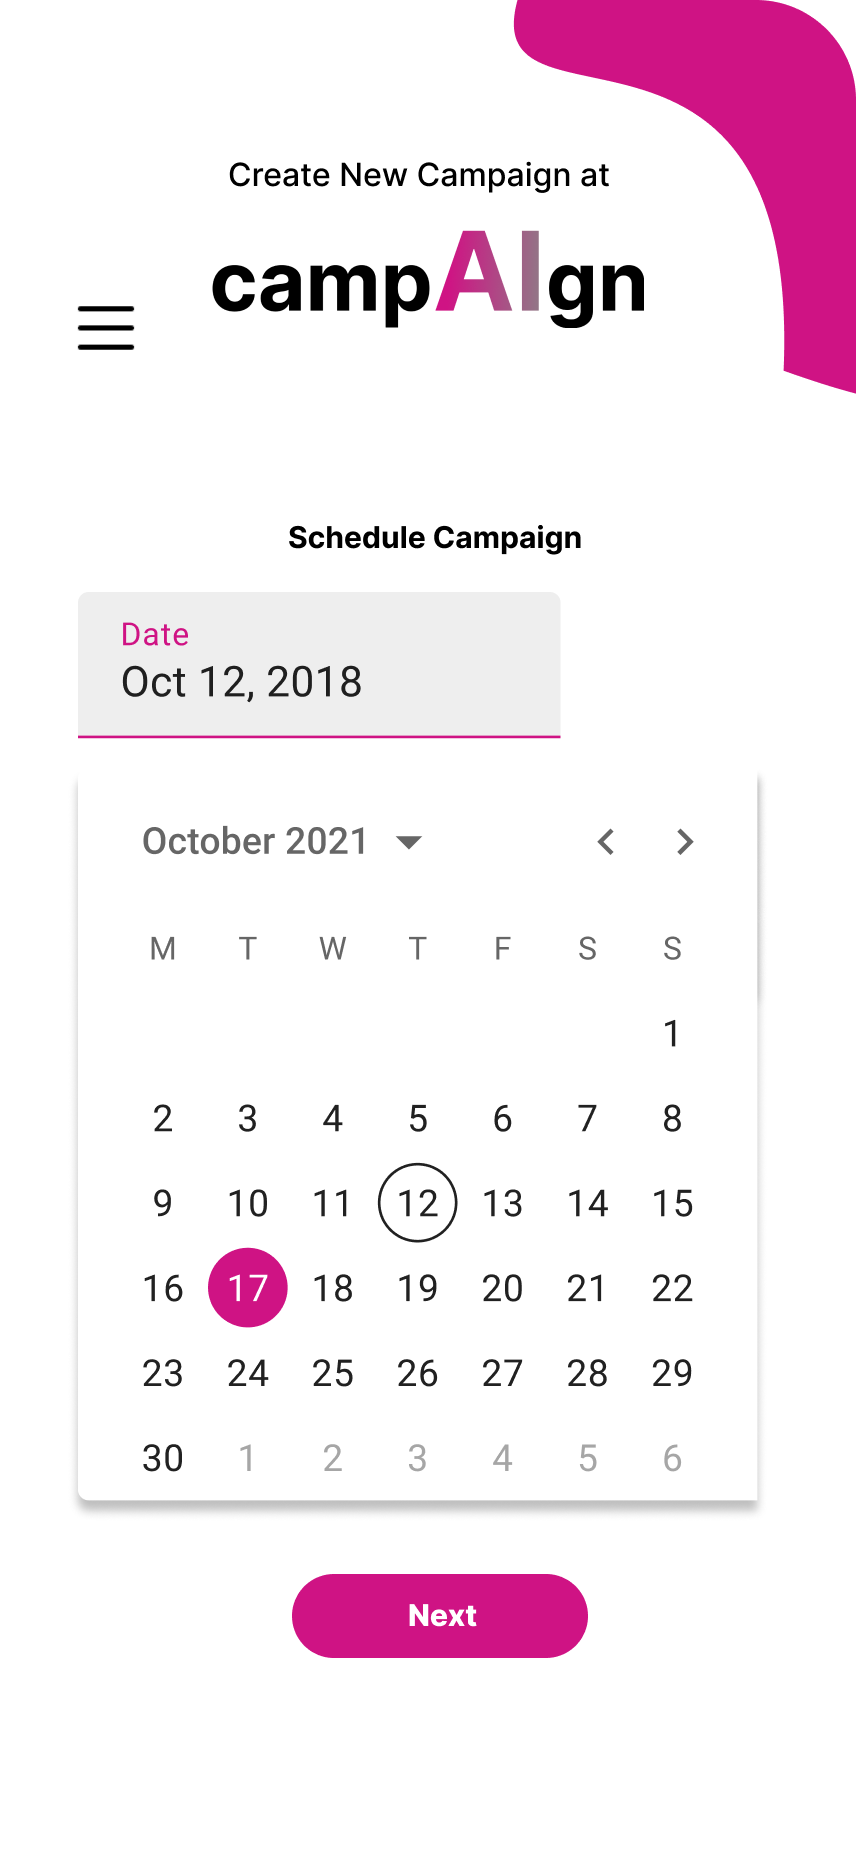 Create New Campaign at
campAIgn
Schedule Campaign
Date
Oct 12, 2018
October 2021
M T W T F S S
1
2 3 4 5 6 7 8
9 10 11 12 13 14 15
16 17 18 19 20 21 22
23 24 25 26 27 28 29
30 1 2 3 4 5 6
Next